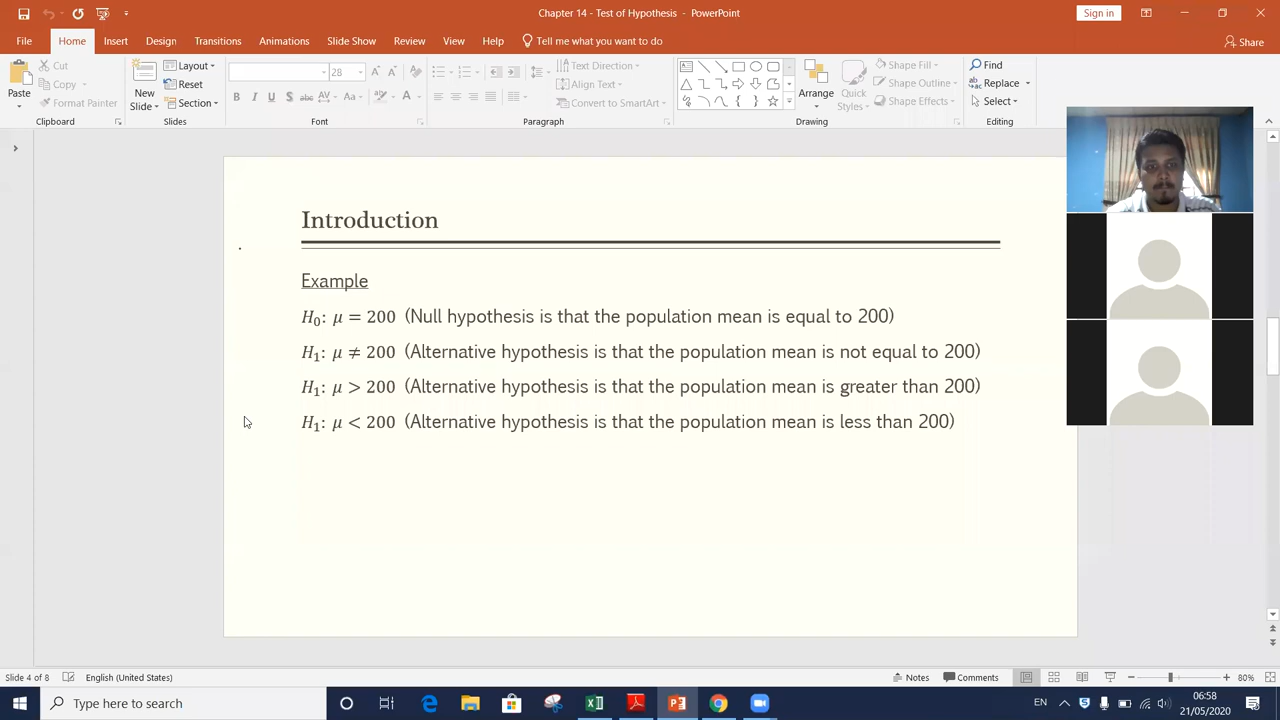 Chapter 14 - Test of Hypothesis - PowerPoint
Sign in
File Home Insert Design Transitions Animations Slide Show Review View Help Tell me what you want to do Share
Paste
Cut
Copy
Format Painter
Clipboard
New Slide
Layout
Reset
Section
Slides
28
B I U S abc AV Aa A
Font
Text Direction
Align Text
Convert to SmartArt
Paragraph
Arrange
Quick Styles
Shape Fill
Shape Outline
Shape Effects
Drawing
Find
Replace
Select
Editing
Introduction
Example
H₀: μ = 200 (Null hypothesis is that the population mean is equal to 200)
H₁: μ ≠ 200 (Alternative hypothesis is that the population mean is not equal to 200)
H₁: μ > 200 (Alternative hypothesis is that the population mean is greater than 200)
H₁: μ < 200 (Alternative hypothesis is that the population mean is less than 200)
Slide 4 of 8 English (United States) Notes Comments 80%
Type here to search
EN
06:58
21/05/2020